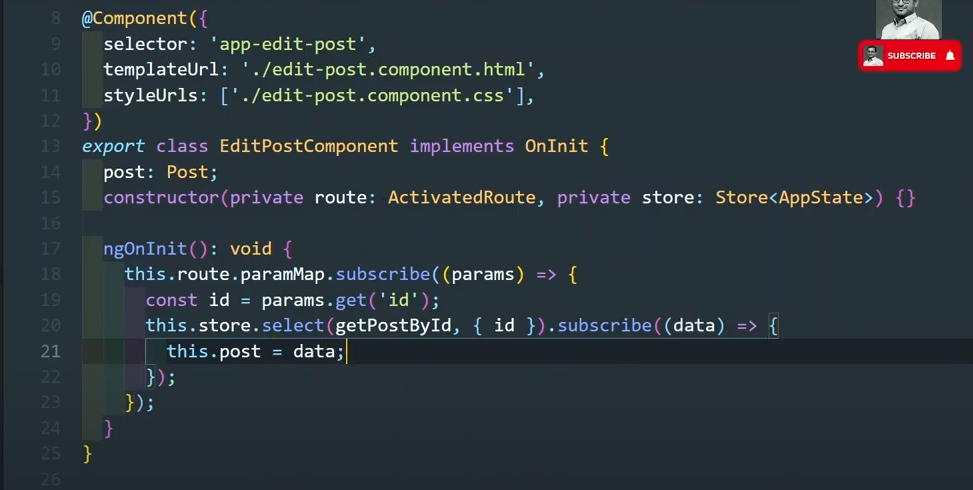 8 @Component({
SUBSCRIBE
9 selector: 'app-edit-post',
10 templateUrl: './edit-post.component.html',
11 styleUrls: ['./edit-post.component.css'],
12 })
13 export class EditPostComponent implements OnInit {
14 post: Post;
15 constructor(private route: ActivatedRoute, private store: Store<AppState>) {}
16
17 ngOnInit(): void {
18 this.route.paramMap.subscribe((params) => {
19 const id = params.get('id');
20 this.store.select(getPostById, { id }).subscribe((data) => {
21 this.post = data;
22 });
23 });
24 }
25 }
26